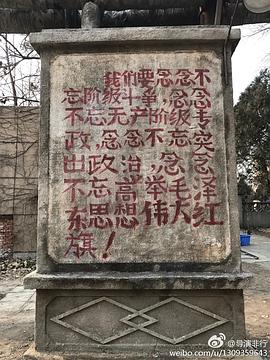 我们要念念不
忘阶级斗争,念念
不忘无产阶级专
政,念念不忘突
出政治,念念
不忘高举毛泽
东思想伟大红
旗!
@导演非行
weibo.com/u/1309359643